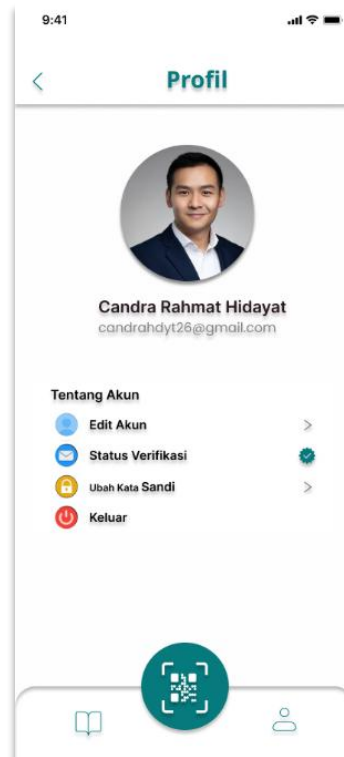 9:41
Profil
Candra Rahmat Hidayat
candrahdyt26@gmail.com
Tentang Akun
Edit Akun
Status Verifikasi
Ubah Kata Sandi
Keluar